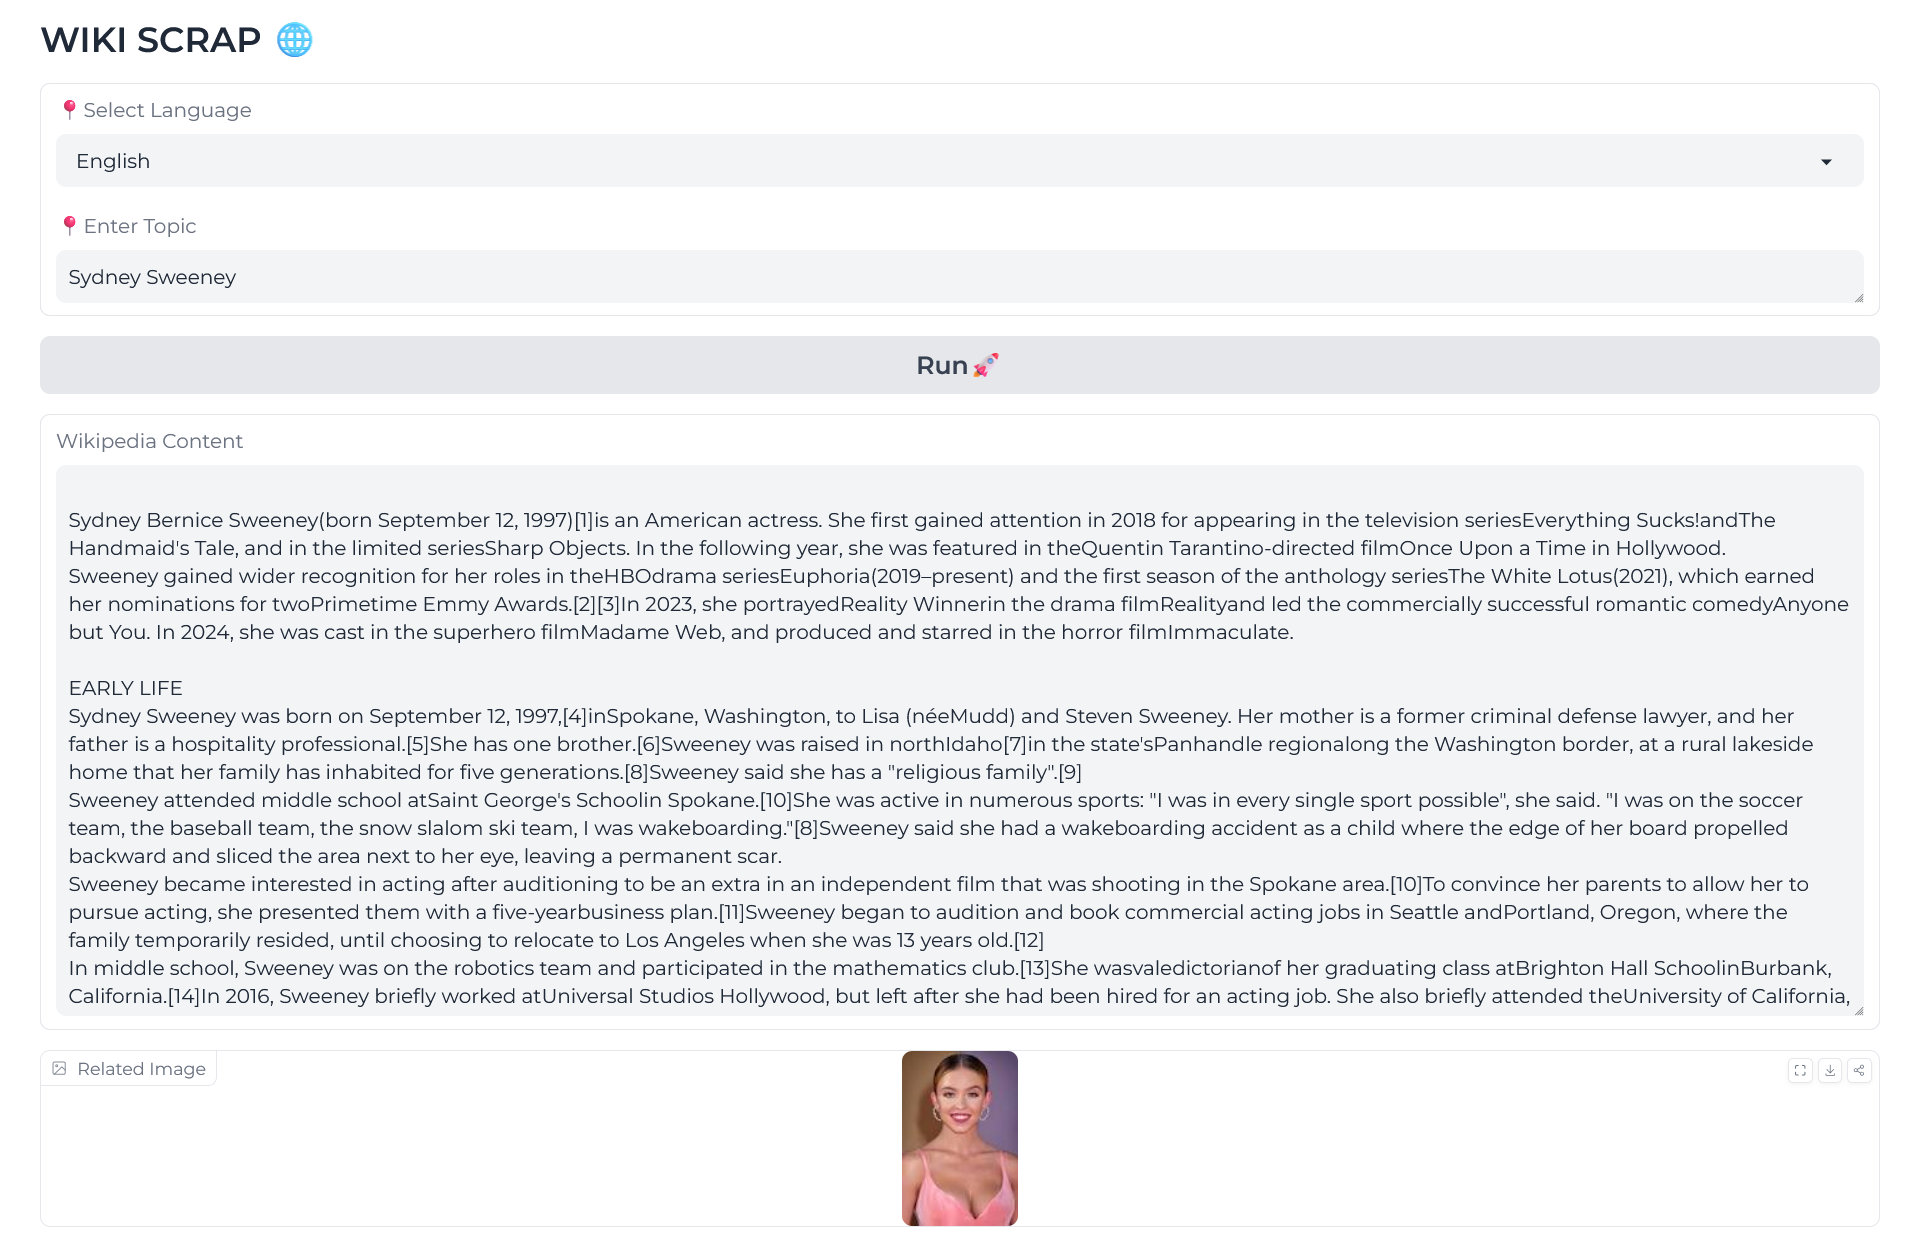 WIKI SCRAP 🌐
📍Select Language
English
📍Enter Topic
Sydney Sweeney
Run🚀
Wikipedia Content
Sydney Bernice Sweeney(born September 12, 1997)[1]is an American actress. She first gained attention in 2018 for appearing in the television seriesEverything Sucks!andThe
Handmaid's Tale, and in the limited seriesSharp Objects. In the following year, she was featured in theQuentin Tarantino-directed filmOnce Upon a Time in Hollywood.
Sweeney gained wider recognition for her roles in theHBOdrama seriesEuphoria(2019–present) and the first season of the anthology seriesThe White Lotus(2021), which earned
her nominations for twoPrimetime Emmy Awards.[2][3]In 2023, she portrayedReality Winnerin the drama filmRealityand led the commercially successful romantic comedyAnyone
but You. In 2024, she was cast in the superhero filmMadame Web, and produced and starred in the horror filmImmaculate.
EARLY LIFE
Sydney Sweeney was born on September 12, 1997,[4]inSpokane, Washington, to Lisa (néeMudd) and Steven Sweeney. Her mother is a former criminal defense lawyer, and her
father is a hospitality professional.[5]She has one brother.[6]Sweeney was raised in northIdaho[7]in the state'sPanhandle regionalong the Washington border, at a rural lakeside
home that her family has inhabited for five generations.[8]Sweeney said she has a "religious family".[9]
Sweeney attended middle school atSaint George's Schoolin Spokane.[10]She was active in numerous sports: "I was in every single sport possible", she said. "I was on the soccer
team, the baseball team, the snow slalom ski team, I was wakeboarding."[8]Sweeney said she had a wakeboarding accident as a child where the edge of her board propelled
backward and sliced the area next to her eye, leaving a permanent scar.
Sweeney became interested in acting after auditioning to be an extra in an independent film that was shooting in the Spokane area.[10]To convince her parents to allow her to
pursue acting, she presented them with a five-yearbusiness plan.[11]Sweeney began to audition and book commercial acting jobs in Seattle andPortland, Oregon, where the
family temporarily resided, until choosing to relocate to Los Angeles when she was 13 years old.[12]
In middle school, Sweeney was on the robotics team and participated in the mathematics club.[13]She wasvaledictorianof her graduating class atBrighton Hall SchoolinBurbank,
California.[14]In 2016, Sweeney briefly worked atUniversal Studios Hollywood, but left after she had been hired for an acting job. She also briefly attended theUniversity of California,
Related Image